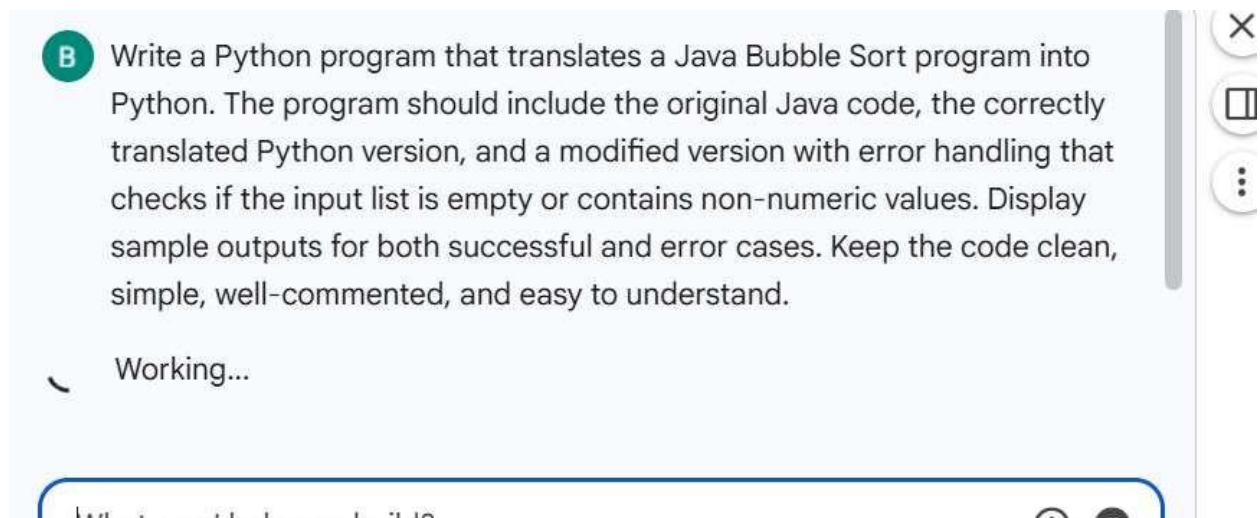 B Write a Python program that translates a Java Bubble Sort program into
Python. The program should include the original Java code, the correctly
translated Python version, and a modified version with error handling that
checks if the input list is empty or contains non-numeric values. Display
sample outputs for both successful and error cases. Keep the code clean,
simple, well-commented, and easy to understand.
Working...